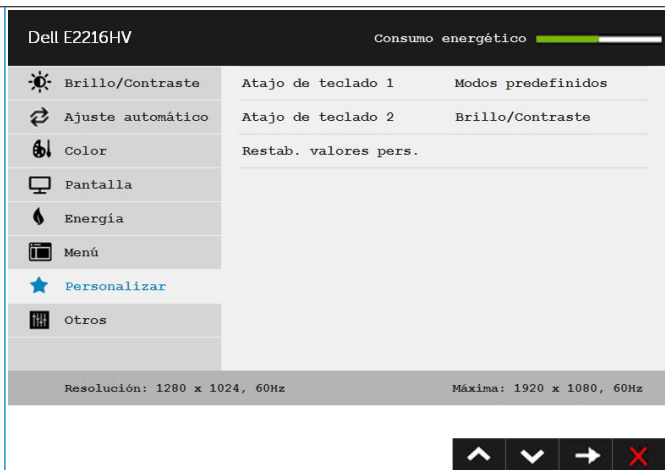 Dell E2216HV
Consumo energético
Brillo/Contraste
Atajo de teclado 1
Modos predefinidos
Ajuste automático
Atajo de teclado 2
Brillo/Contraste
Color
Restab. valores pers.
Pantalla
Energía
Menú
Personalizar
Otros
Resolución: 1280 x 1024, 60Hz
Máxima: 1920 x 1080, 60Hz